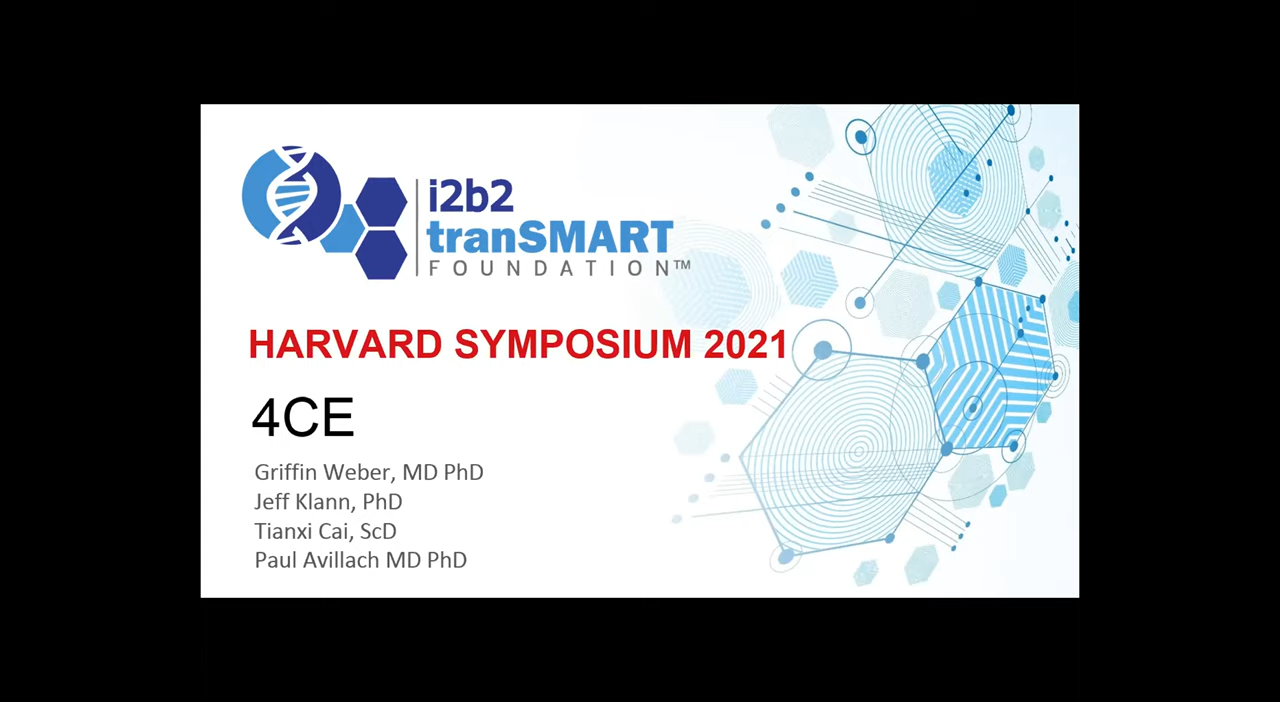 i2b2
tranSMART
FOUNDATION™
HARVARD SYMPOSIUM 2021
4CE
Griffin Weber, MD PhD
Jeff Klann, PhD
Tianxi Cai, ScD
Paul Avillach MD PhD